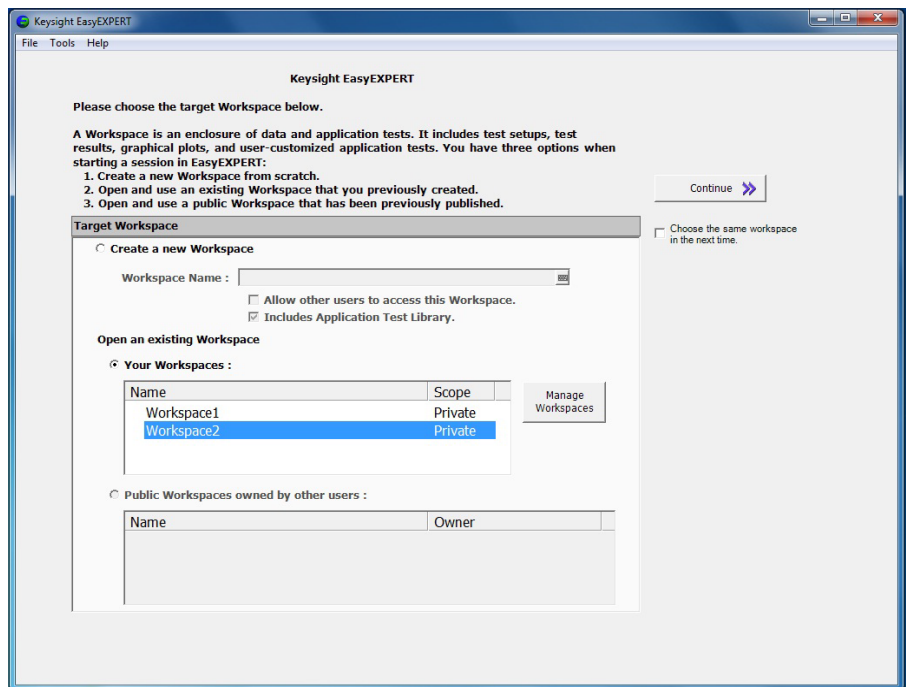 Keysight EasyEXPERT
File Tools Help
Keysight EasyEXPERT
Please choose the target Workspace below.
A Workspace is an enclosure of data and application tests. It includes test setups, test
results, graphical plots, and user-customized application tests. You have three options when
starting a session in EasyEXPERT:
1. Create a new Workspace from scratch.
2. Open and use an existing Workspace that you previously created.
3. Open and use a public Workspace that has been previously published.
Continue
Choose the same workspace
in the next time.
Target Workspace
Create a new Workspace
Workspace Name :
Allow other users to access this Workspace.
Includes Application Test Library.
Open an existing Workspace
Your Workspaces :
Name Scope
Workspace1 Private
Workspace2 Private
Manage
Workspaces
Public Workspaces owned by other users :
Name Owner